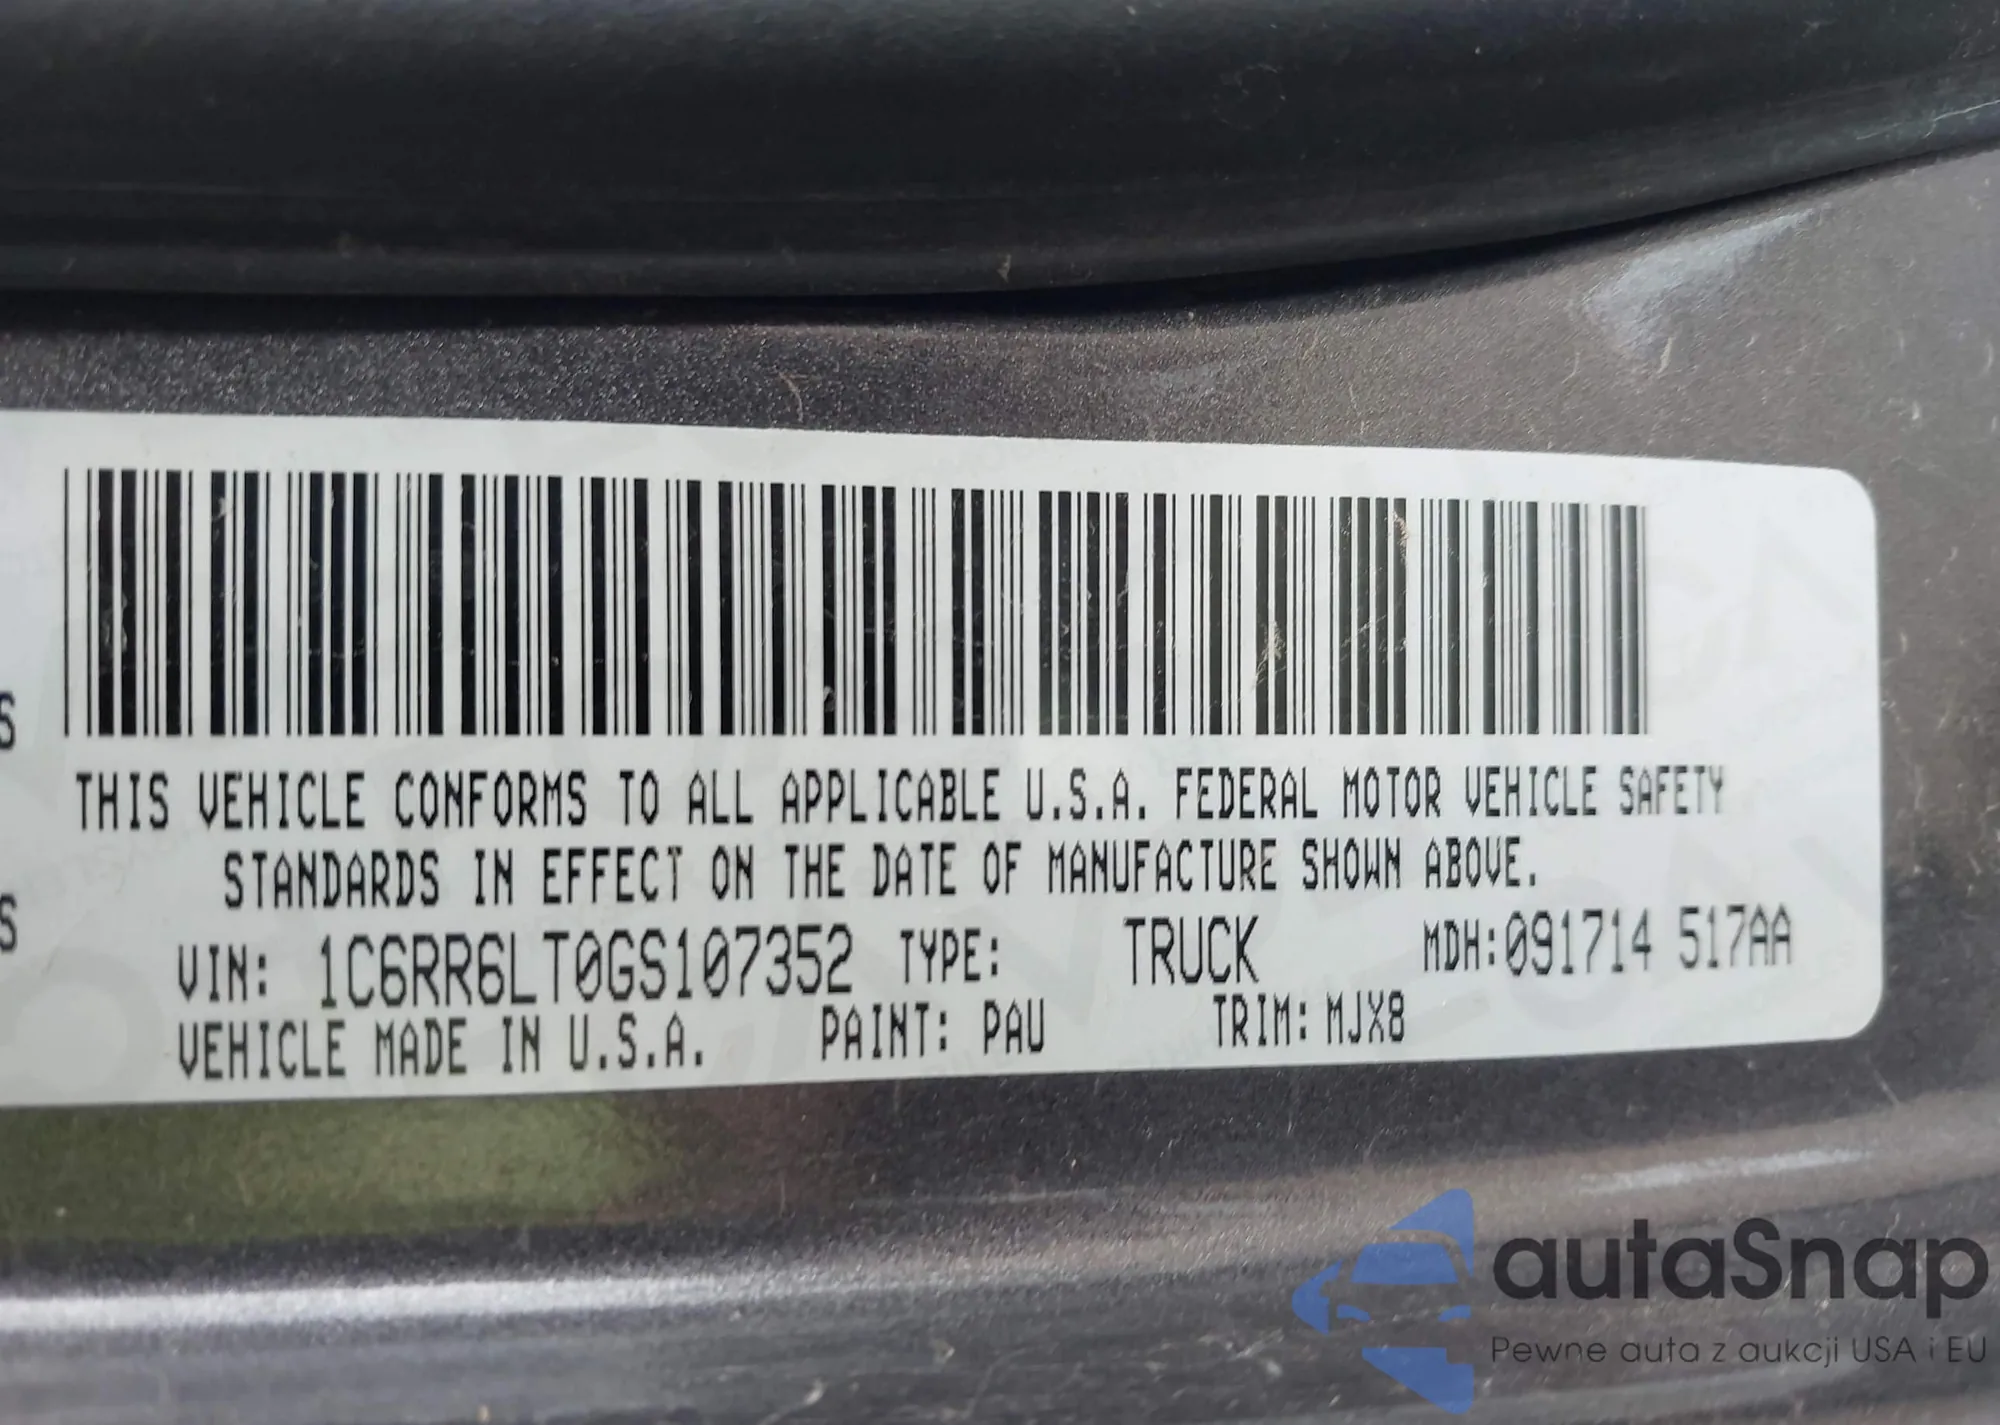 S
THIS VEHICLE CONFORMS TO ALL APPLICABLE U.S.A. FEDERAL MOTOR VEHICLE SAFETY
STANDARDS IN EFFECT ON THE DATE OF MANUFACTURE SHOWN ABOVE.
S
VIN: 1C6RR6LT0GS107352 TYPE: TRUCK MDH:091714 517AA
VEHICLE MADE IN U.S.A. PAINT: PAU TRIM: MJX8
autaSnap
Pewne auta z aukcji USA i EU